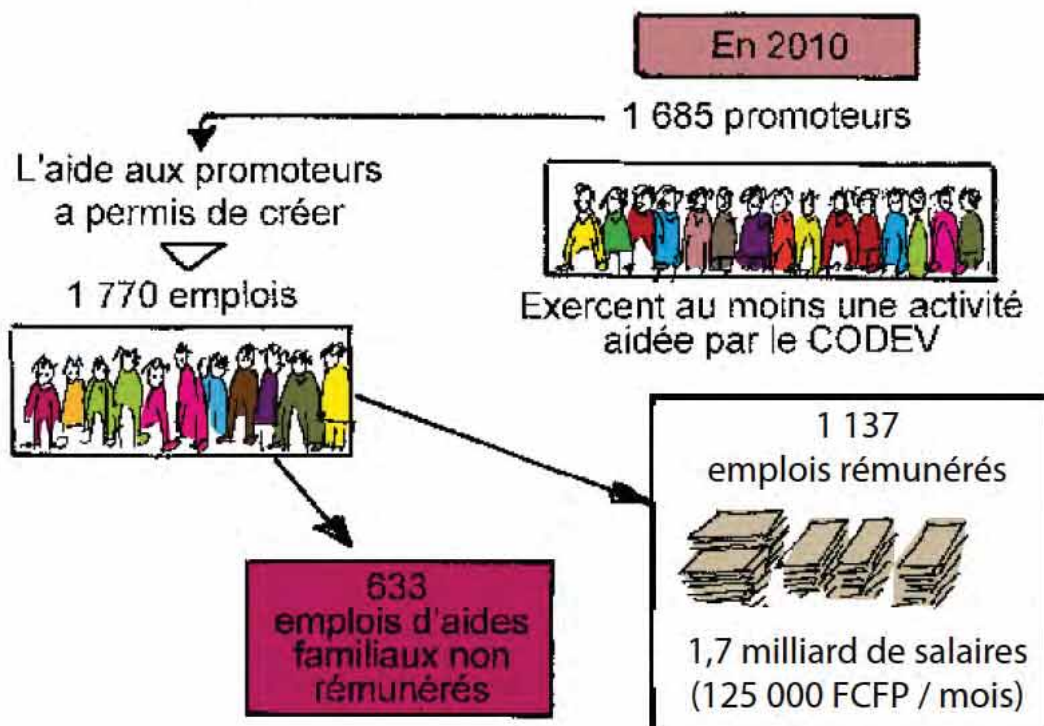 En 2010
1 685 promoteurs
Exercent au moins une activité
aidée par le CODEV
L'aide aux promoteurs
a permis de créer
1 770 emplois
633
emplois d'aides
familiaux non
rémunérés
1 137
emplois rémunérés
1,7 milliard de salaires
(125 000 FCFP / mois)